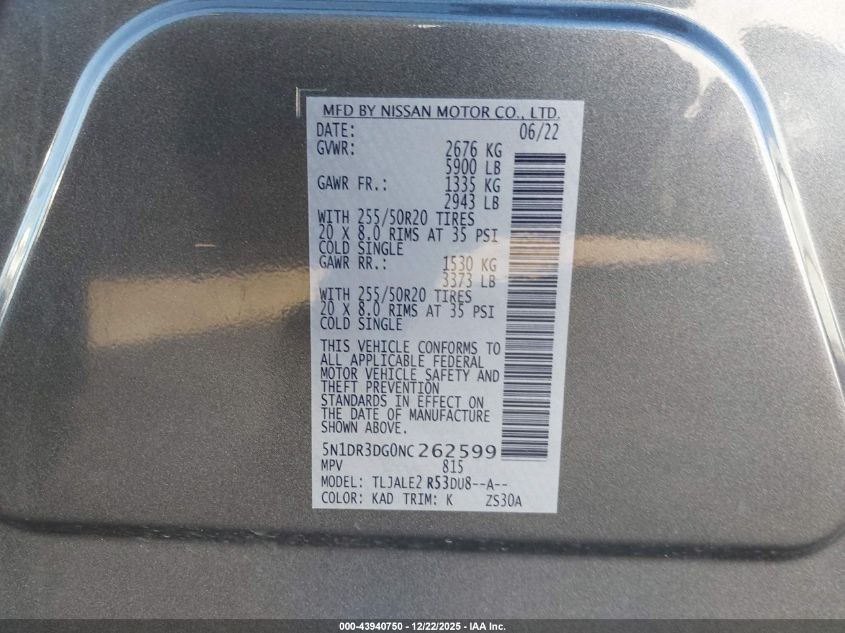 MFD BY NISSAN MOTOR CO., LTD.
DATE: 06/22
GVWR: 2676 KG
5900 LB
GAWR FR.: 1335 KG
2943 LB
WITH 255/50R20 TIRES
20 X 8.0 RIMS AT 35 PSI
COLD SINGLE
GAWR RR.: 1530 KG
3373 LB
WITH 255/50R20 TIRES
20 X 8.0 RIMS AT 35 PSI
COLD SINGLE
THIS VEHICLE CONFORMS TO
ALL APPLICABLE FEDERAL
MOTOR VEHICLE SAFETY AND
THEFT PREVENTION
STANDARDS IN EFFECT ON
THE DATE OF MANUFACTURE
SHOWN ABOVE.
5N1DR3DG0NC262599
MPV 815
MODEL: TLJALE2 R53DU8--A--
COLOR: KAD TRIM: K ZS30A
000-43940750 • 12/22/2025 - IAA Inc.